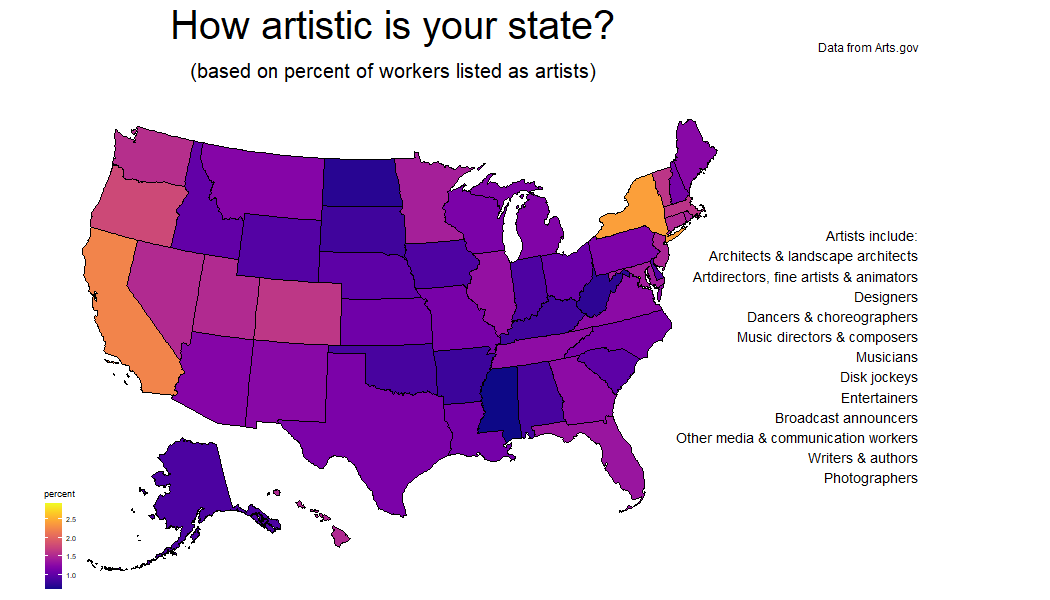 How artistic is your state?
(based on percent of workers listed as artists)
Data from Arts.gov
Artists include:
Architects & landscape architects
Artdirectors, fine artists & animators
Designers
Dancers & choreographers
Music directors & composers
Musicians
Disk jockeys
Entertainers
Broadcast announcers
Other media & communication workers
Writers & authors
Photographers
percent
2.5
2.0
1.5
1.0